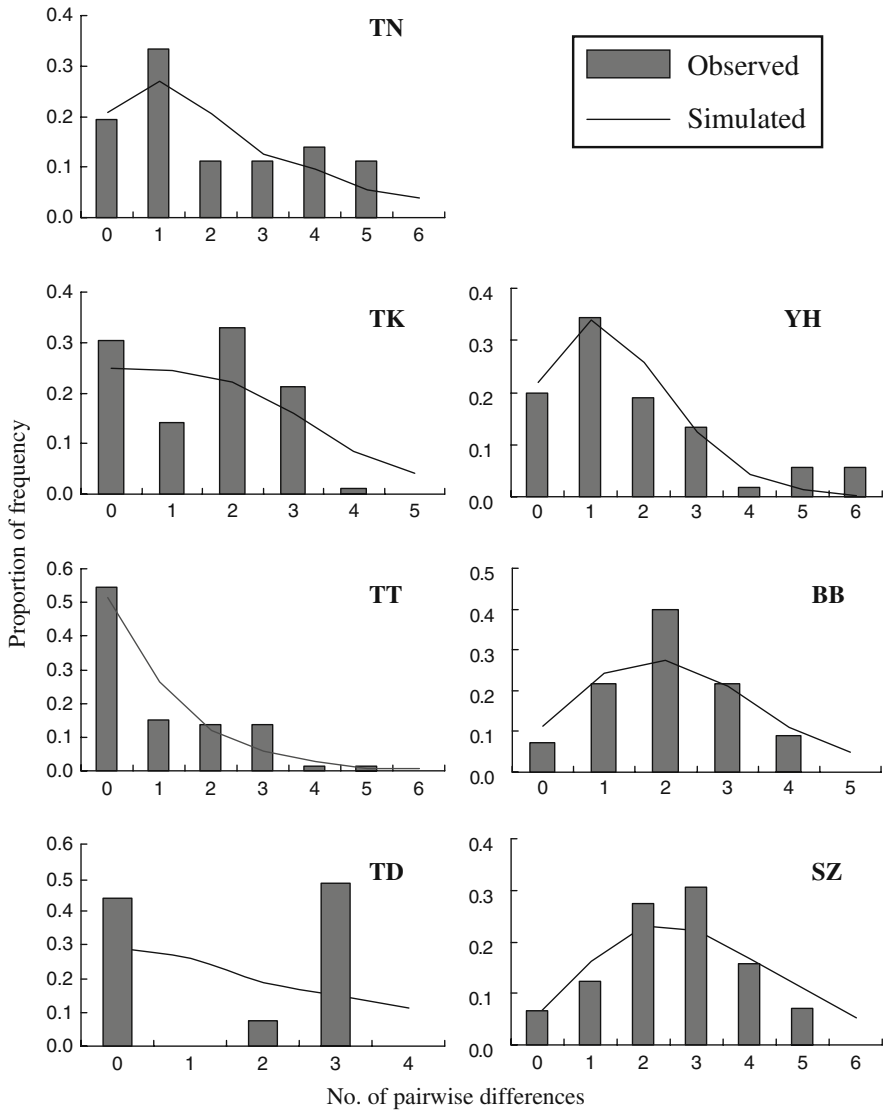 TN
0.4
0.3
0.2
0.1
0.0
0 1 2 3 4 5 6
Observed
Simulated
Proportion of frequency
TK
0.4
0.3
0.2
0.1
0.0
0 1 2 3 4 5
YH
0.4
0.3
0.2
0.1
0.0
0 1 2 3 4 5 6
TT
0.6
0.5
0.4
0.3
0.2
0.1
0.0
0 1 2 3 4 5 6
BB
0.5
0.4
0.3
0.2
0.1
0.0
0 1 2 3 4 5
TD
0.6
0.5
0.4
0.3
0.2
0.1
0.0
0 1 2 3 4
SZ
0.4
0.3
0.2
0.1
0.0
0 1 2 3 4 5 6
No. of pairwise differences